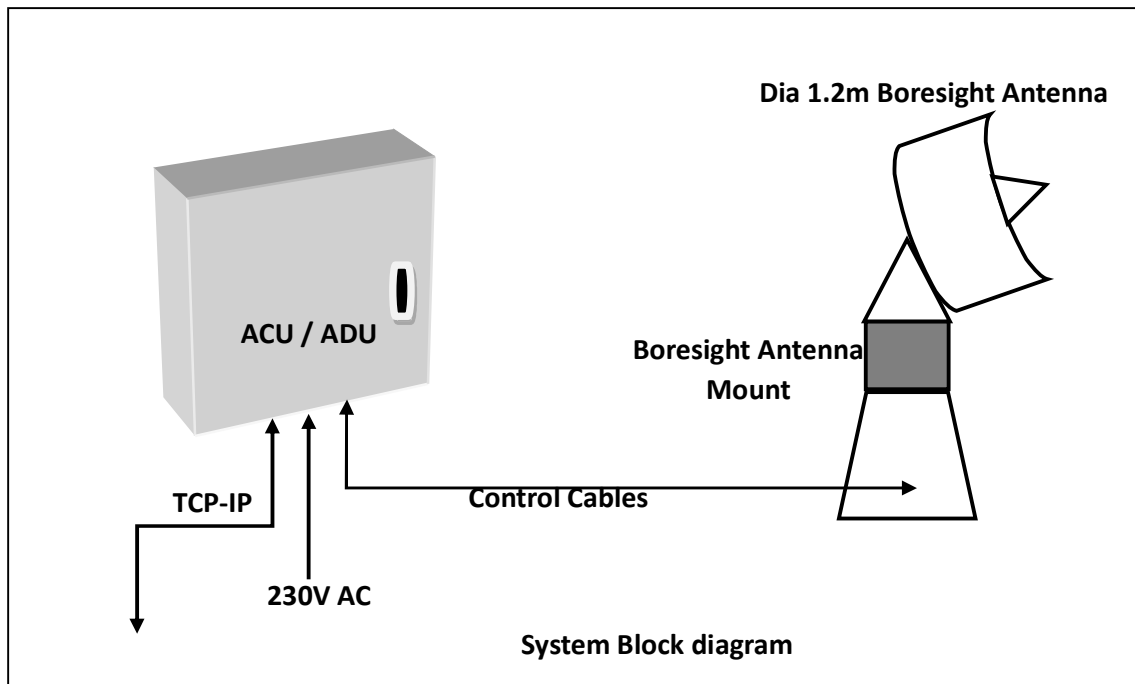 Dia 1.2m Boresight Antenna
ACU / ADU
Boresight Antenna
Mount
TCP-IP
Control Cables
230V AC
System Block diagram